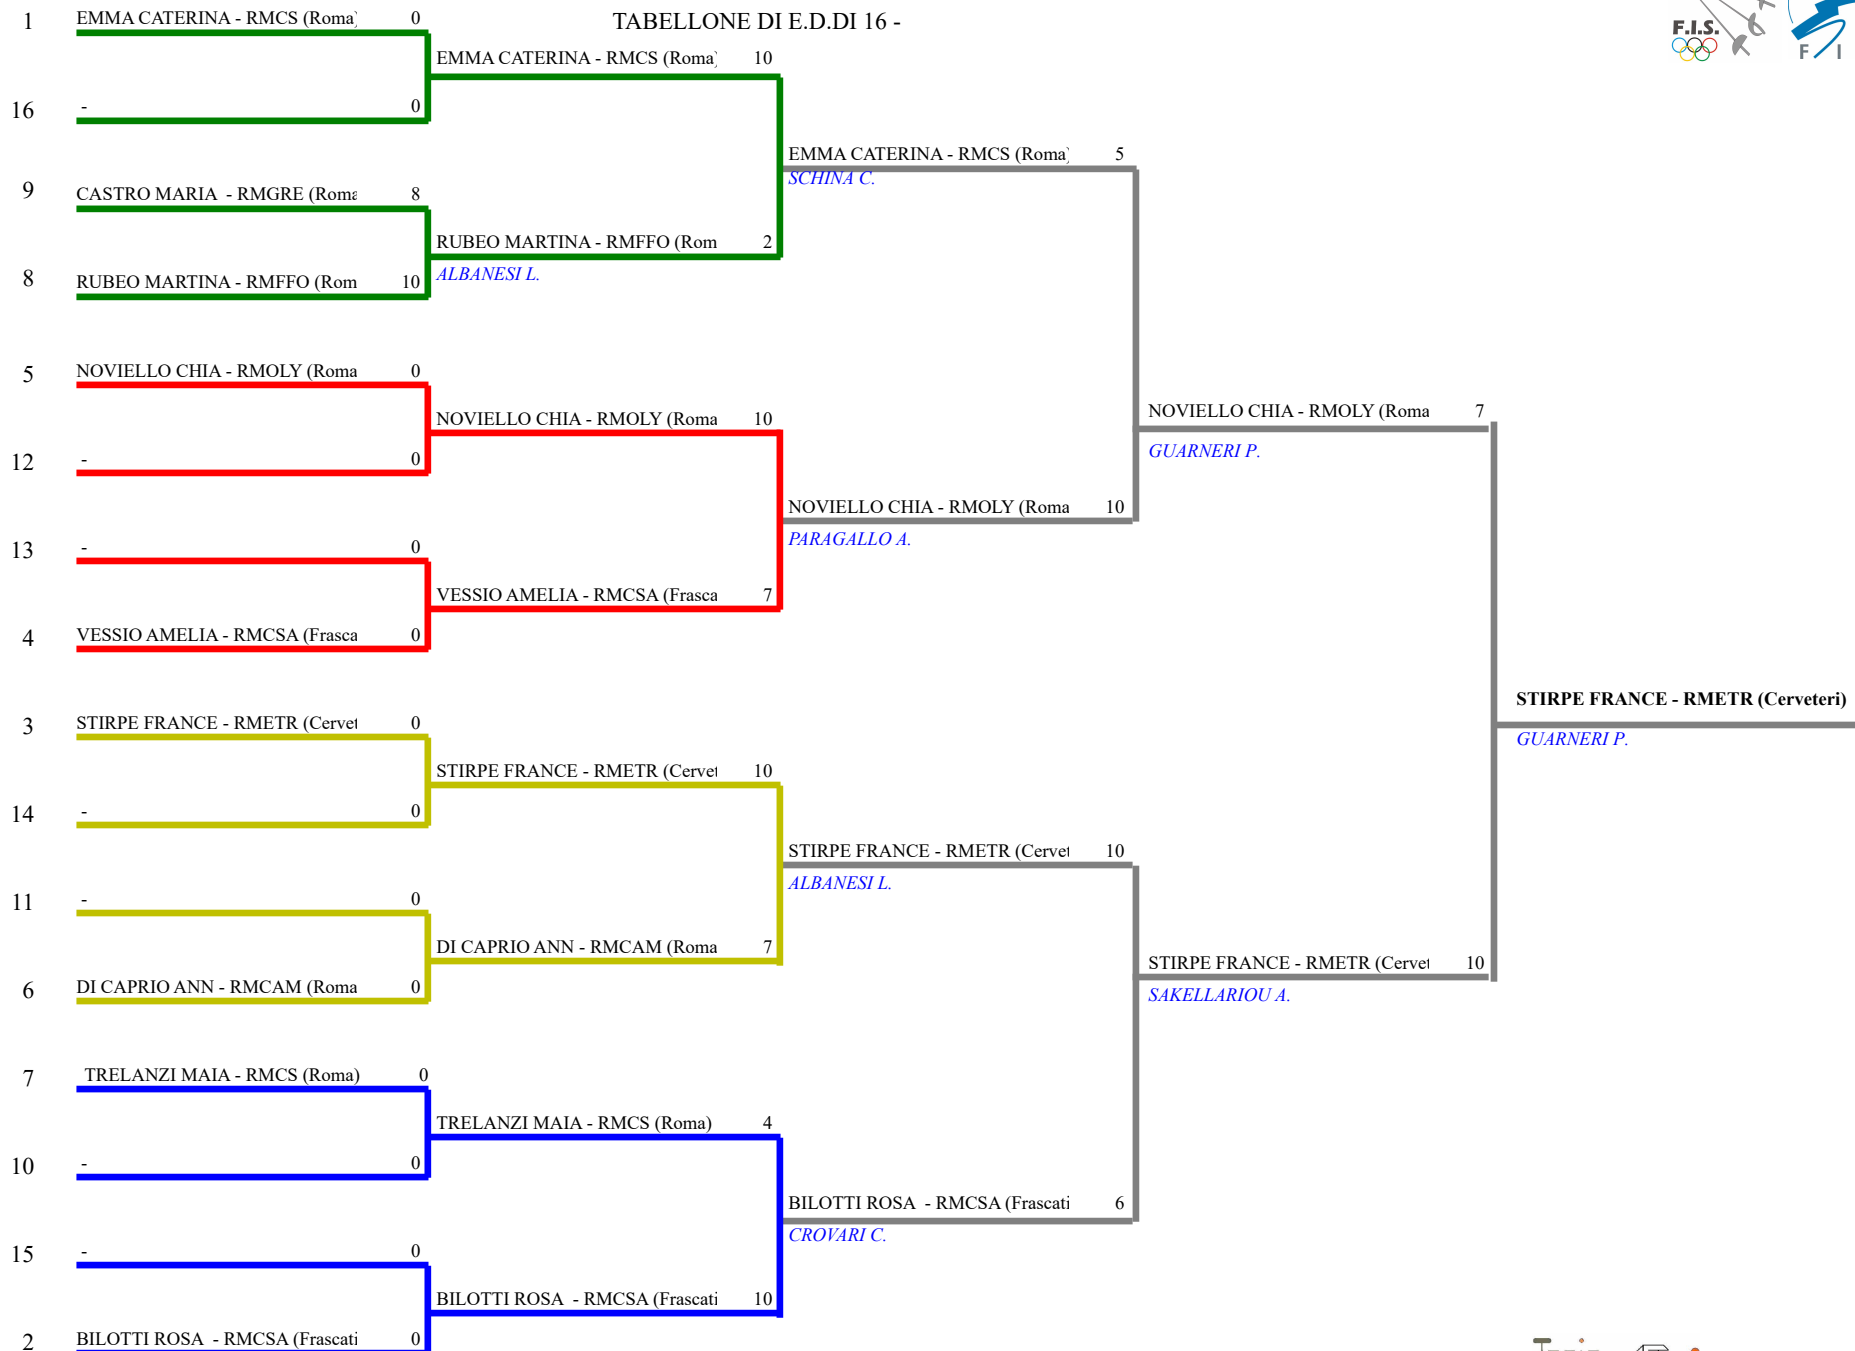 TABELLONE DI E.D.DI 16 -
F.I.S.
F I
1 EMMA CATERINA - RMCS (Roma) 0
EMMA CATERINA - RMCS (Roma) 10
16 - 0
EMMA CATERINA - RMCS (Roma) 5
SCHINA C.
9 CASTRO MARIA - RMGRE (Roma 8
RUBEO MARTINA - RMFFO (Rom 2
ALBANESI L.
8 RUBEO MARTINA - RMFFO (Rom 10
5 NOVIELLO CHIA - RMOLY (Roma 0
NOVIELLO CHIA - RMOLY (Roma 10
NOVIELLO CHIA - RMOLY (Roma 7
GUARNERI P.
12 - 0
NOVIELLO CHIA - RMOLY (Roma 10
PARAGALLO A.
13 - 0
VESSIO AMELIA - RMCSA (Frasca 7
4 VESSIO AMELIA - RMCSA (Frasca 0
STIRPE FRANCE - RMETR (Cerveteri)
GUARNERI P.
3 STIRPE FRANCE - RMETR (Cervet 0
STIRPE FRANCE - RMETR (Cervet 10
14 - 0
STIRPE FRANCE - RMETR (Cervet 10
ALBANESI L.
11 - 0
DI CAPRIO ANN - RMCAM (Roma 7
STIRPE FRANCE - RMETR (Cervet 10
SAKELLARIOU A.
6 DI CAPRIO ANN - RMCAM (Roma 0
7 TRELANZI MAIA - RMCS (Roma) 0
TRELANZI MAIA - RMCS (Roma) 4
10 - 0
BILOTTI ROSA - RMCSA (Frascati 6
CROVARI C.
15 - 0
BILOTTI ROSA - RMCSA (Frascati 10
2 BILOTTI ROSA - RMCSA (Frascati 0